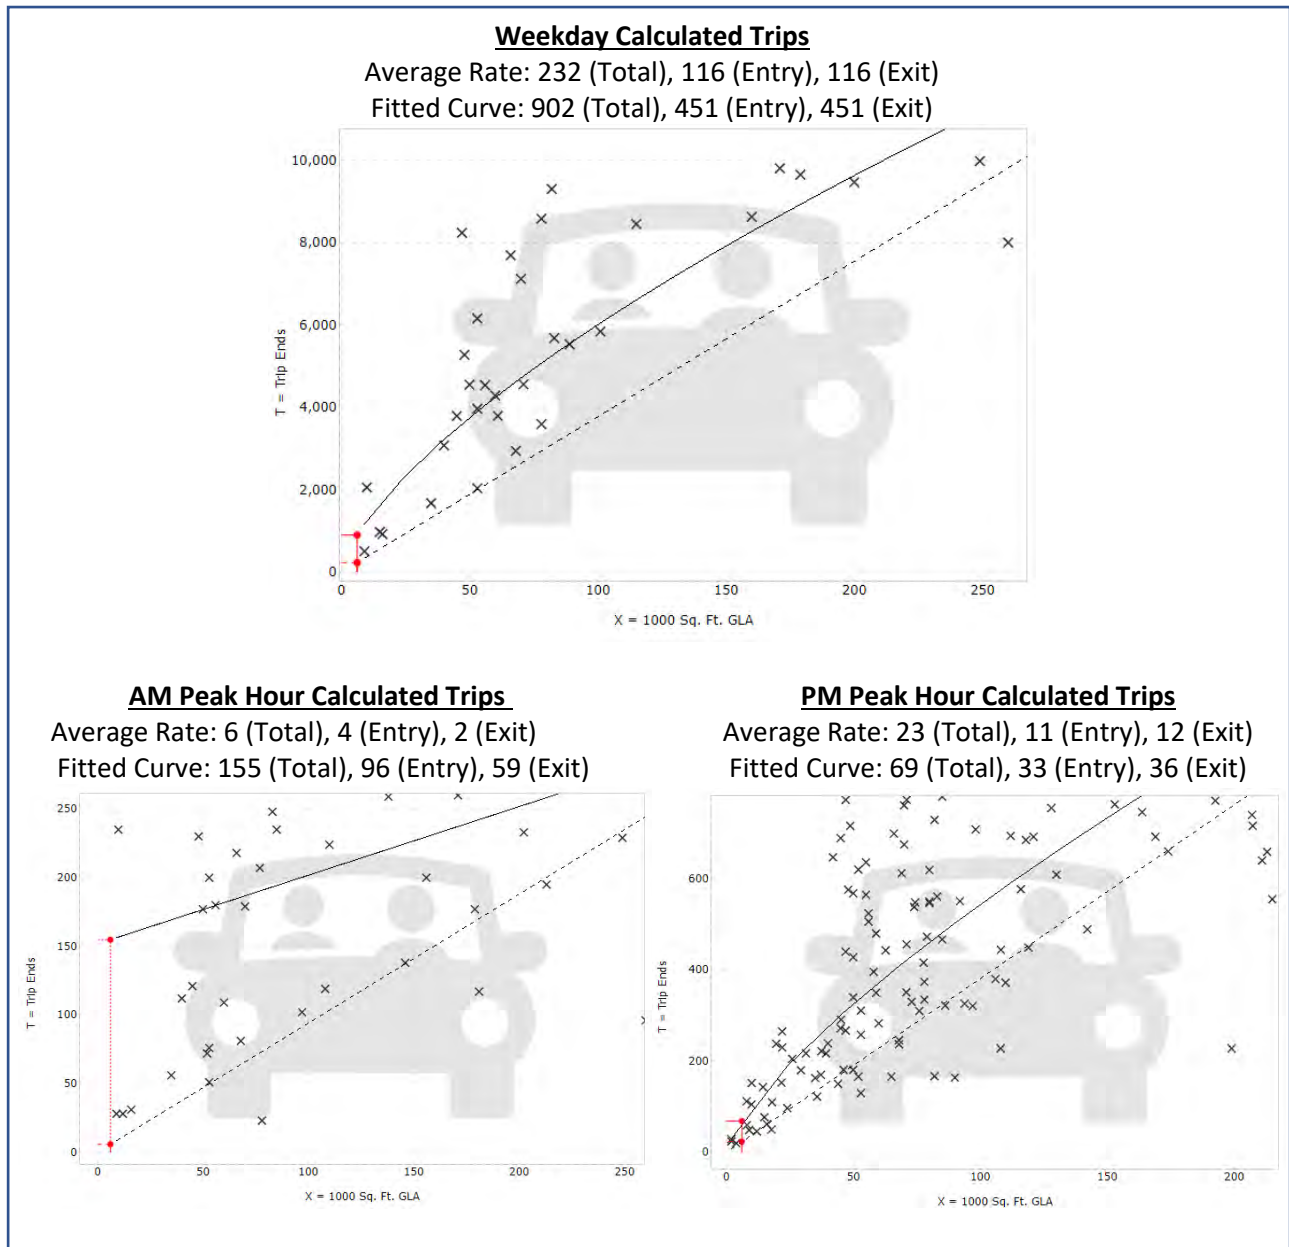 Weekday Calculated Trips
Average Rate: 232 (Total), 116 (Entry), 116 (Exit)
Fitted Curve: 902 (Total), 451 (Entry), 451 (Exit)
10,000
8,000
6,000
4,000
2,000
0
T = Trip Ends
0 50 100 150 200 250
X = 1000 Sq. Ft. GLA
AM Peak Hour Calculated Trips
Average Rate: 6 (Total), 4 (Entry), 2 (Exit)
Fitted Curve: 155 (Total), 96 (Entry), 59 (Exit)
250
200
150
100
50
0
T = Trip Ends
0 50 100 150 200 250
X = 1000 Sq. Ft. GLA
PM Peak Hour Calculated Trips
Average Rate: 23 (Total), 11 (Entry), 12 (Exit)
Fitted Curve: 69 (Total), 33 (Entry), 36 (Exit)
600
400
200
0
T = Trip Ends
0 50 100 150 200
X = 1000 Sq. Ft. GLA